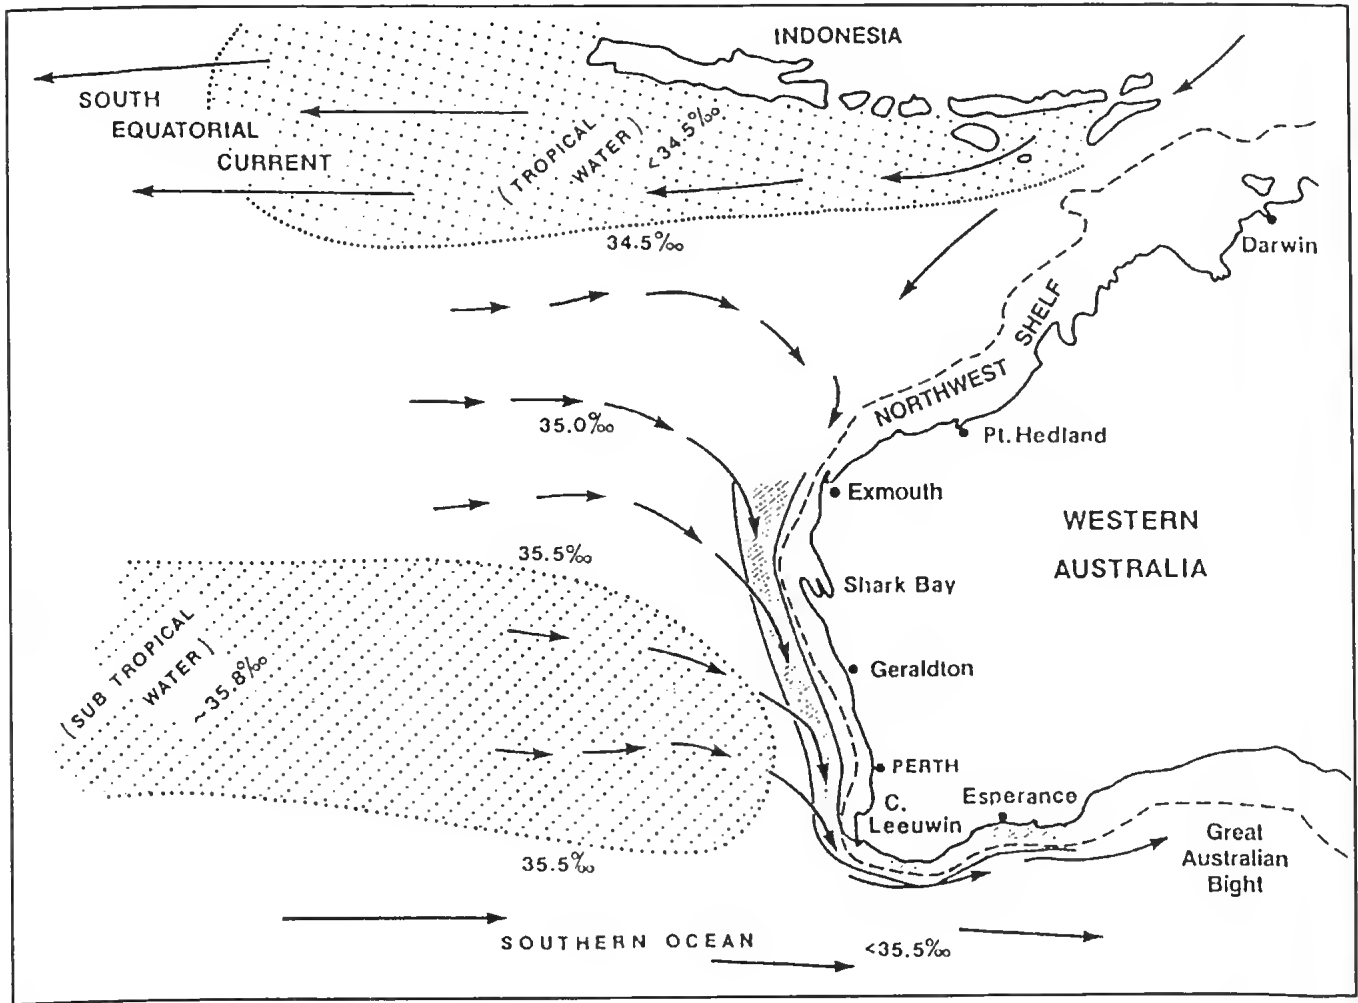 INDONESIA
SOUTH
EQUATORIAL
CURRENT
(TROPICAL
WATER)
<34.5‰
34.5‰
Darwin
NORTHWEST SHELF
35.0‰
Pt. Hedland
Exmouth
WESTERN
AUSTRALIA
35.5‰
Shark Bay
(SUB TROPICAL
WATER)
~35.8‰
Geraldton
PERTH
C.
Leeuwin
Esperance
Great
Australian
Bight
35.5‰
SOUTHERN OCEAN
<35.5‰